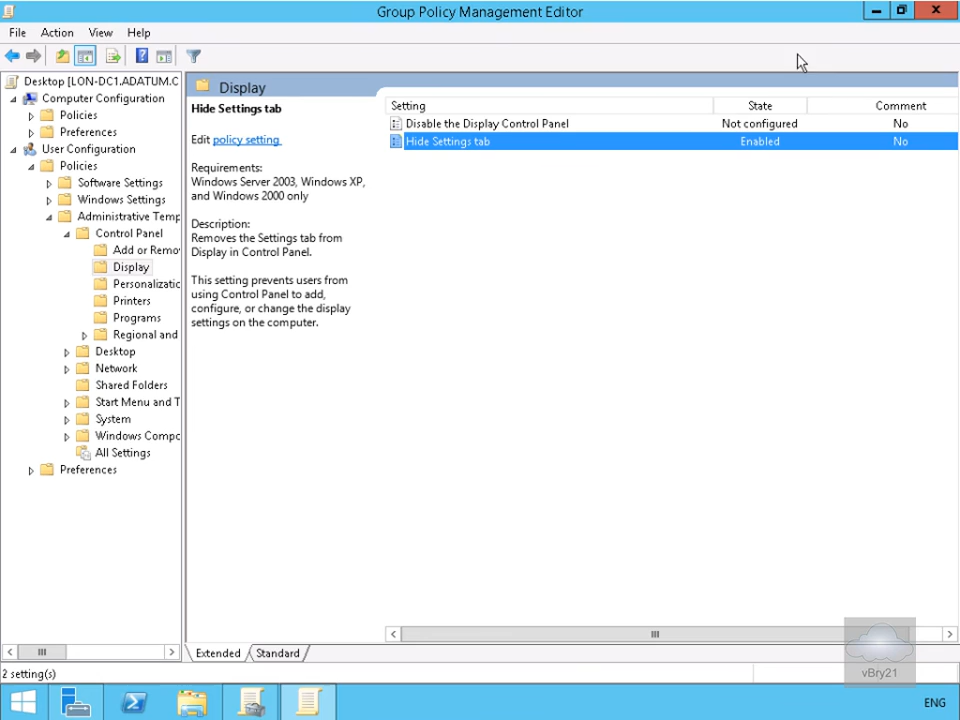 Group Policy Management Editor
File Action View Help
Desktop [LON-DC1.ADATUM.C
Computer Configuration
Policies
Preferences
User Configuration
Policies
Software Settings
Windows Settings
Administrative Temp
Control Panel
Add or Remo
Display
Personalizatic
Printers
Programs
Regional and
Desktop
Network
Shared Folders
Start Menu and T
System
Windows Compc
All Settings
Preferences
Display
Hide Settings tab
Edit policy setting
Requirements:
Windows Server 2003, Windows XP,
and Windows 2000 only
Description:
Removes the Settings tab from
Display in Control Panel.
This setting prevents users from
using Control Panel to add,
configure, or change the display
settings on the computer.
Setting State Comment
Disable the Display Control Panel Not configured No
Hide Settings tab Enabled No
Extended Standard
2 setting(s)
vBry21
ENG